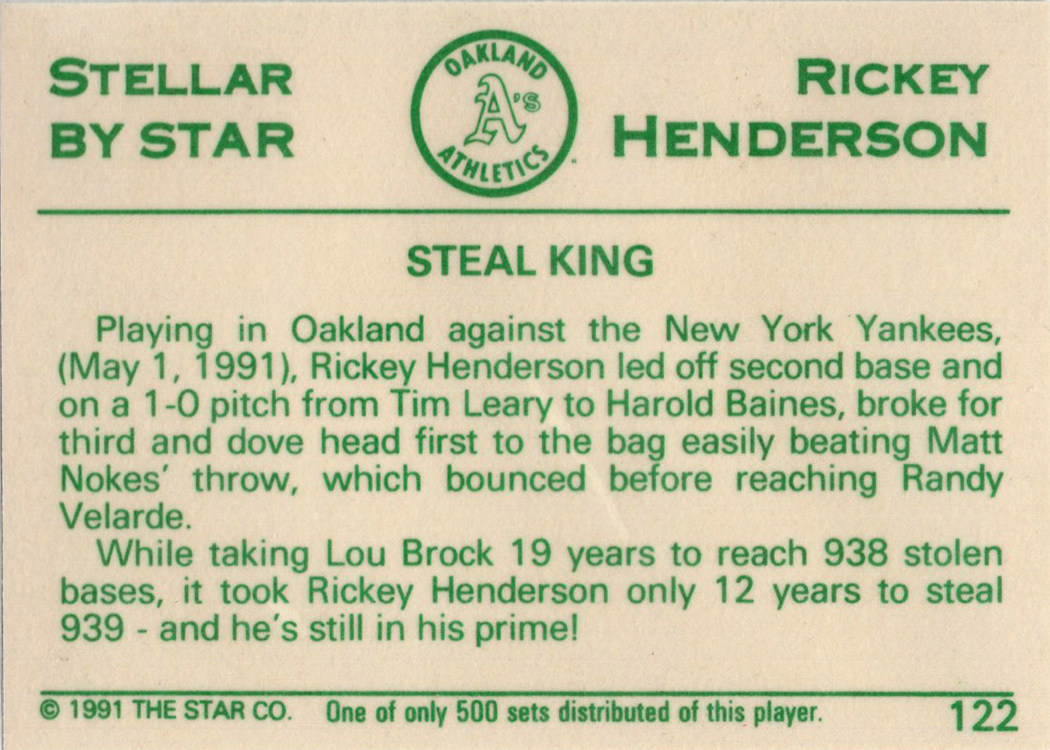 STELLAR
BY STAR
OAKLAND
A's
ATHLETICS
RICKEY
HENDERSON
STEAL KING
Playing in Oakland against the New York Yankees,
(May 1, 1991), Rickey Henderson led off second base and
on a 1-0 pitch from Tim Leary to Harold Baines, broke for
third and dove head first to the bag easily beating Matt
Nokes' throw, which bounced before reaching Randy
Velarde.
While taking Lou Brock 19 years to reach 938 stolen
bases, it took Rickey Henderson only 12 years to steal
939 - and he's still in his prime!
© 1991 THE STAR CO. One of only 500 sets distributed of this player. 122